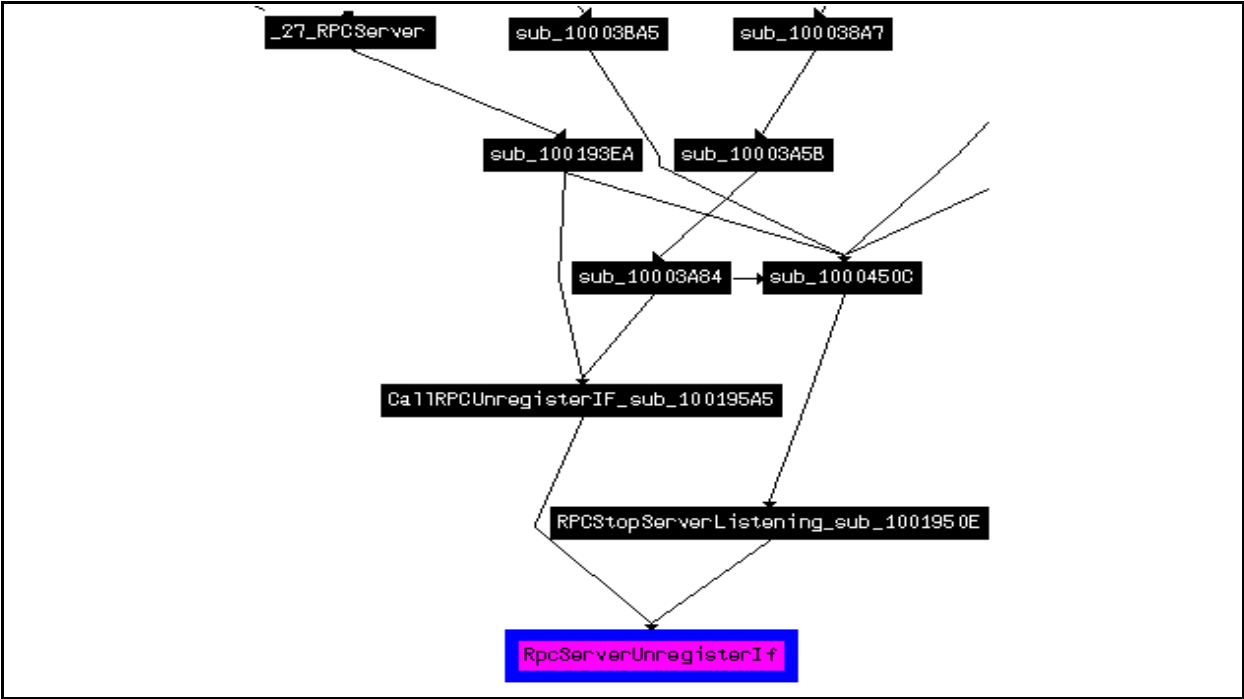 _27_RPCServer
sub_10003BA5
sub_100038A7
sub_100193EA
sub_10003A5B
sub_10003A84
sub_1000450C
CallRPCUnregisterIF_sub_100195A5
RPCStopServerListening_sub_1001950E
RpcServerUnregisterIf